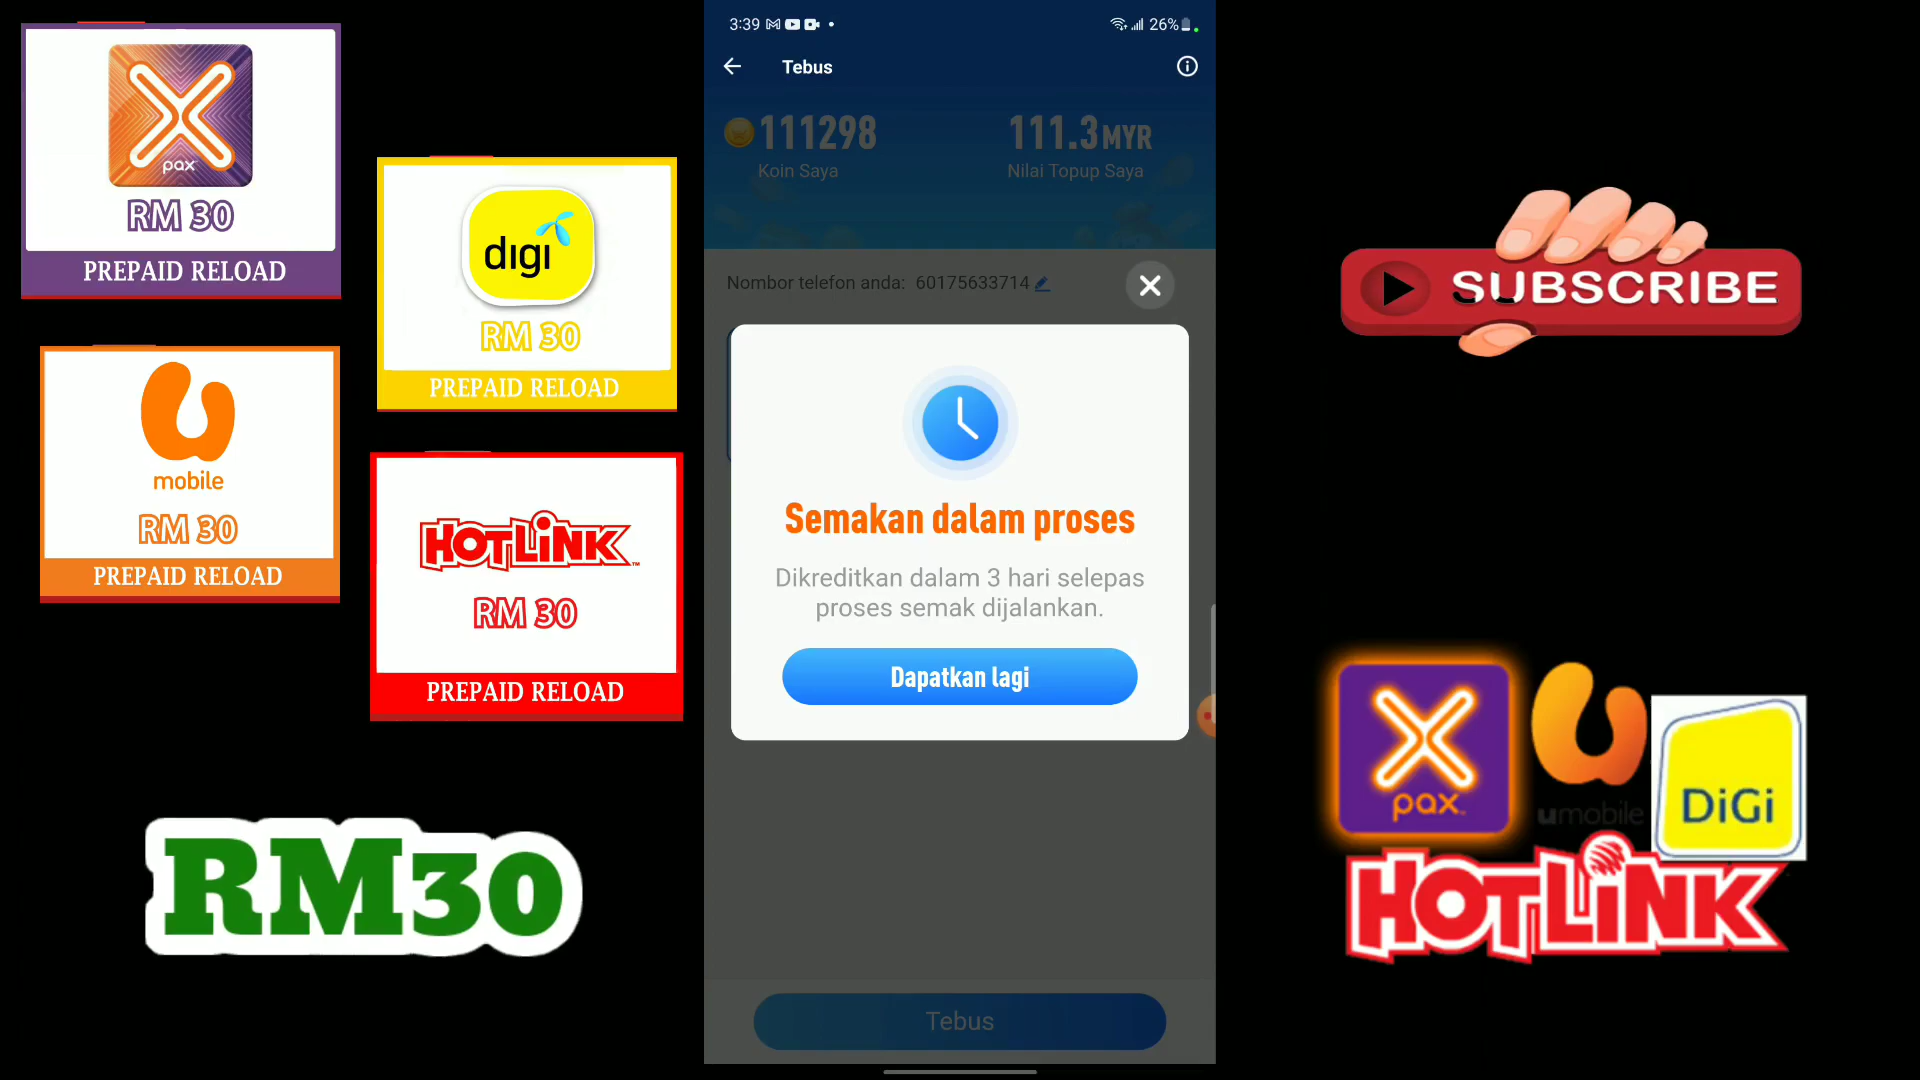 pax
RM 30
PREPAID RELOAD
digi
RM 30
PREPAID RELOAD
mobile
RM 30
PREPAID RELOAD
HOTLINK™
RM 30
PREPAID RELOAD
RM30
3:39
26%
Tebus
111298
111.3MYR
Koin Saya
Nilai Topup Saya
Nombor telefon anda: 60175633714
Semakan dalam proses
Dikreditkan dalam 3 hari selepas
proses semak dijalankan.
Dapatkan lagi
Tebus
SUBSCRIBE
pax
umobile
DiGi
HOTLINK